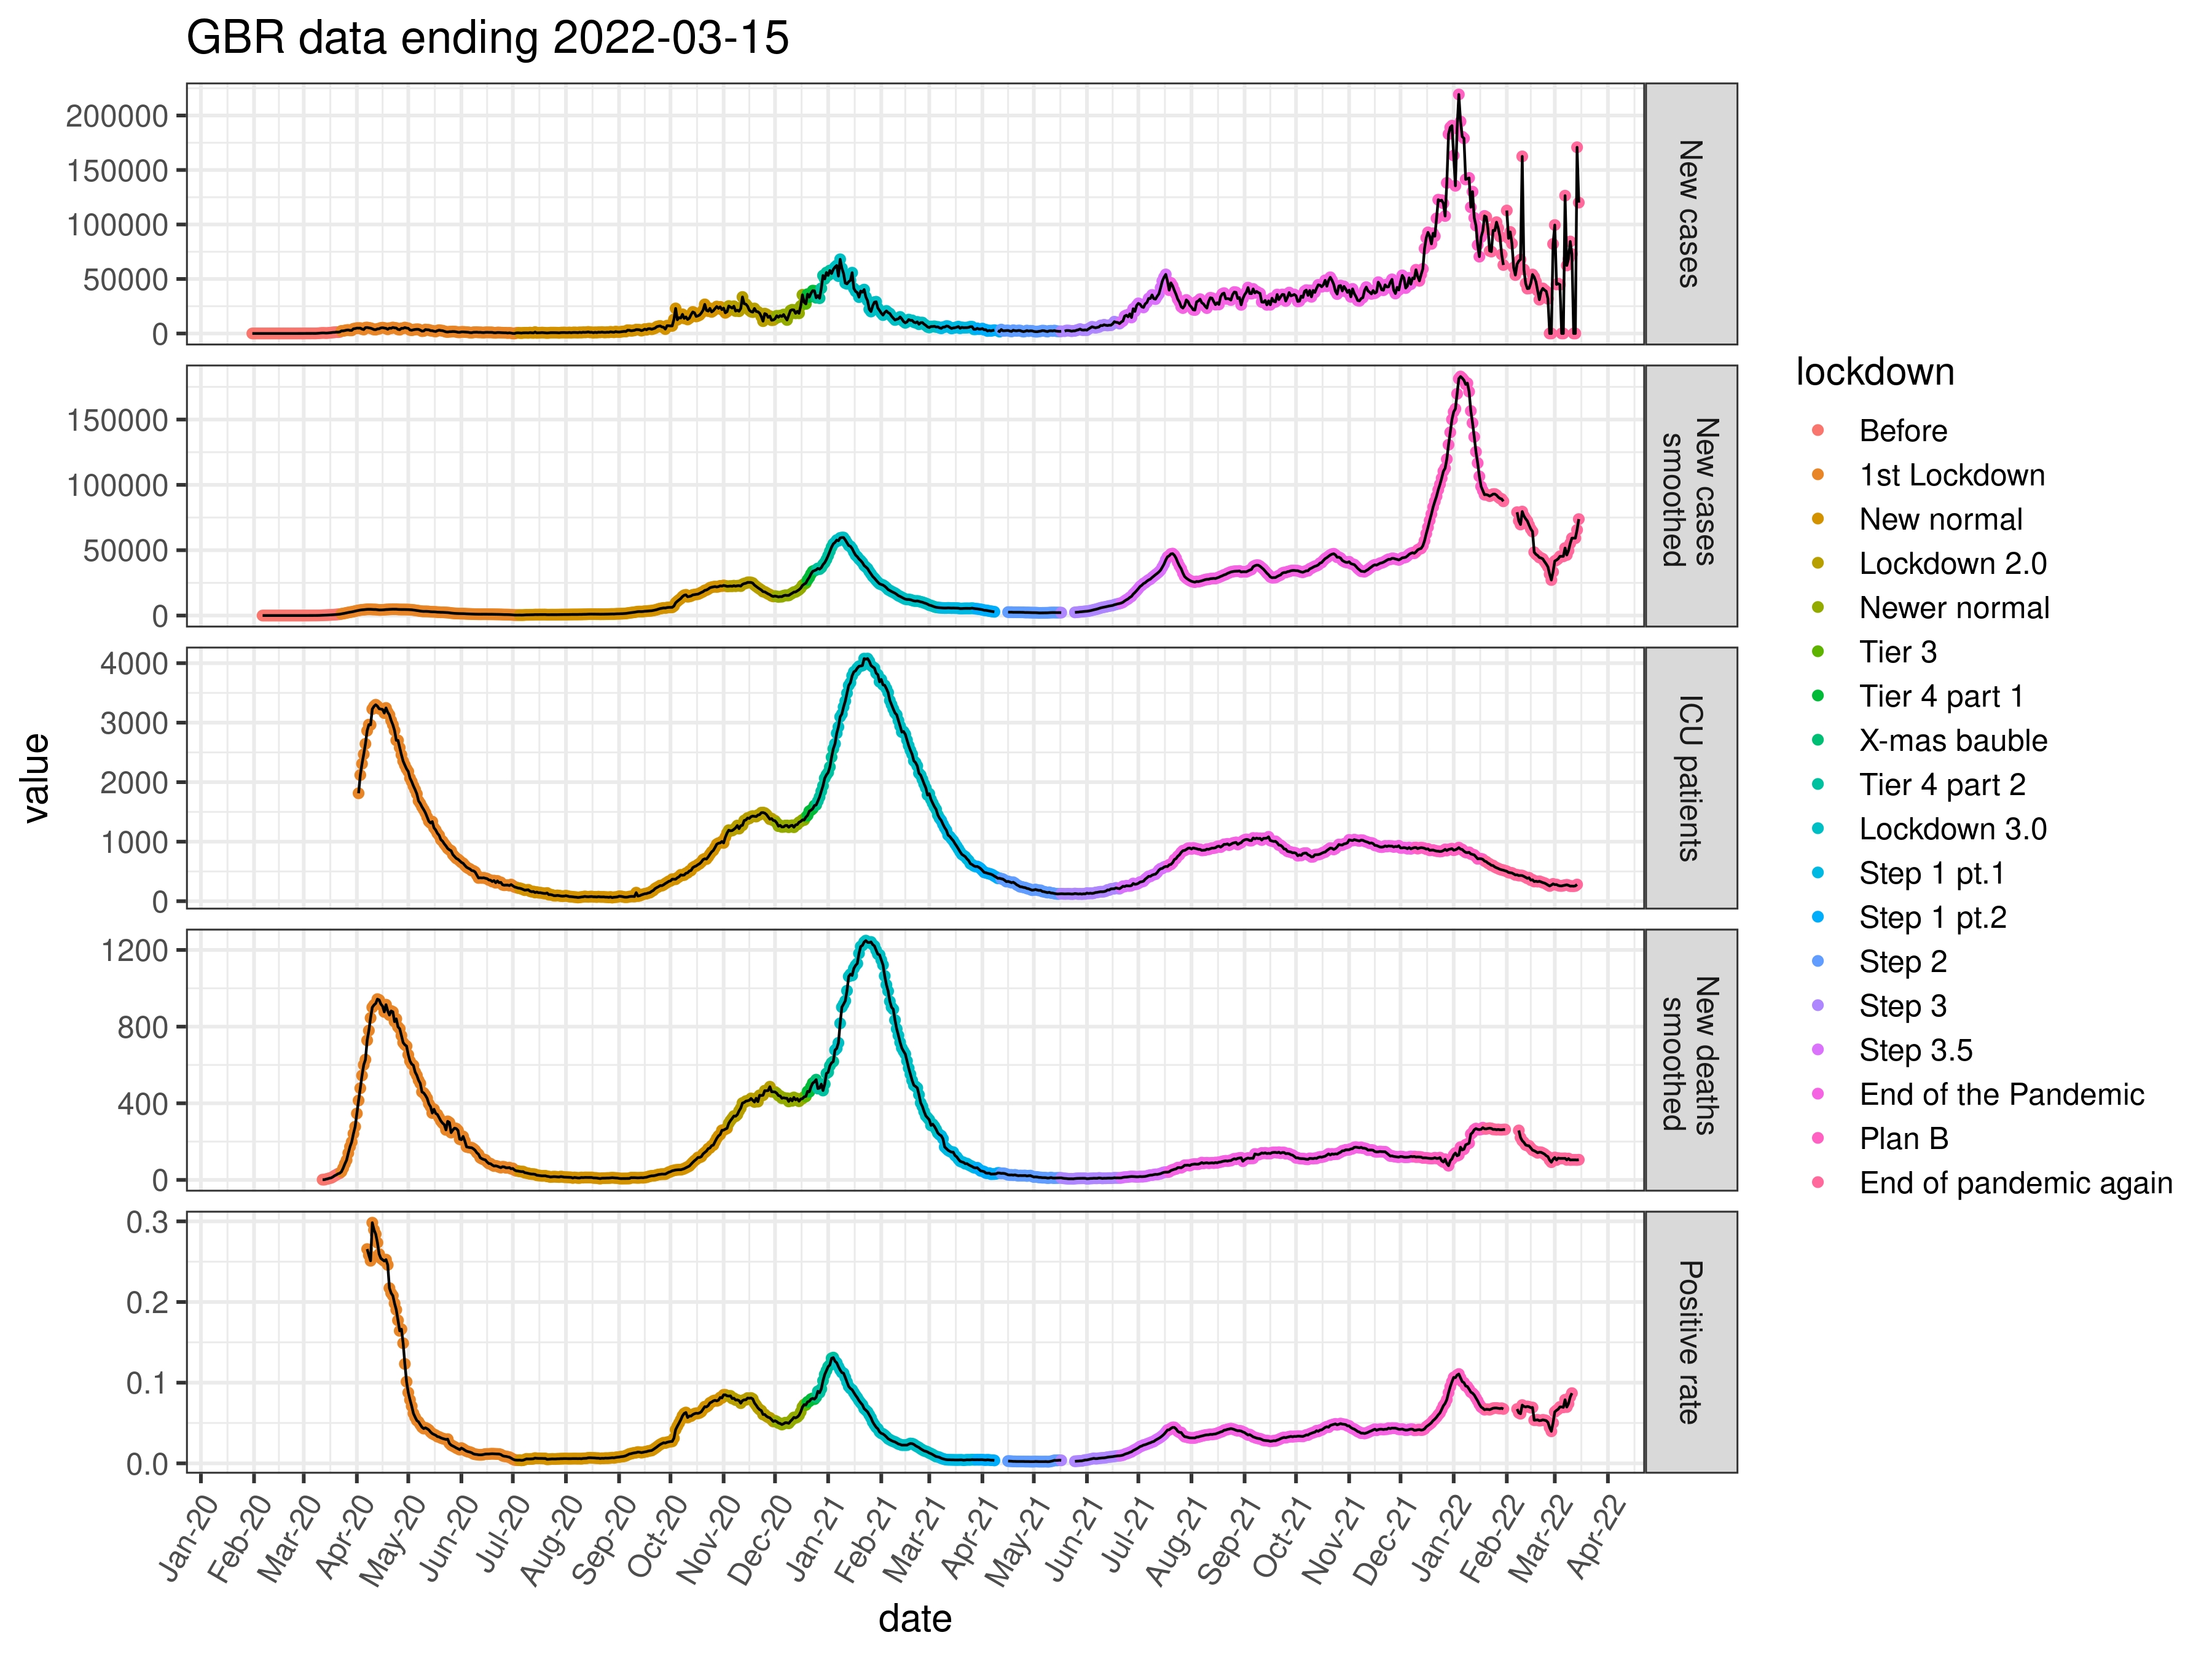 GBR data ending 2022-03-15
value
200000
150000
100000
50000
0
New cases
150000
100000
50000
0
New cases
smoothed
4000
3000
2000
1000
0
ICU patients
1200
800
400
0
New deaths
smoothed
0.3
0.2
0.1
0.0
Positive rate
Jan-20
Feb-20
Mar-20
Apr-20
May-20
Jun-20
Jul-20
Aug-20
Sep-20
Oct-20
Nov-20
Dec-20
Jan-21
Feb-21
Mar-21
Apr-21
May-21
Jun-21
Jul-21
Aug-21
Sep-21
Oct-21
Nov-21
Dec-21
Jan-22
Feb-22
Mar-22
Apr-22
date
lockdown
Before
1st Lockdown
New normal
Lockdown 2.0
Newer normal
Tier 3
Tier 4 part 1
X-mas bauble
Tier 4 part 2
Lockdown 3.0
Step 1 pt.1
Step 1 pt.2
Step 2
Step 3
Step 3.5
End of the Pandemic
Plan B
End of pandemic again